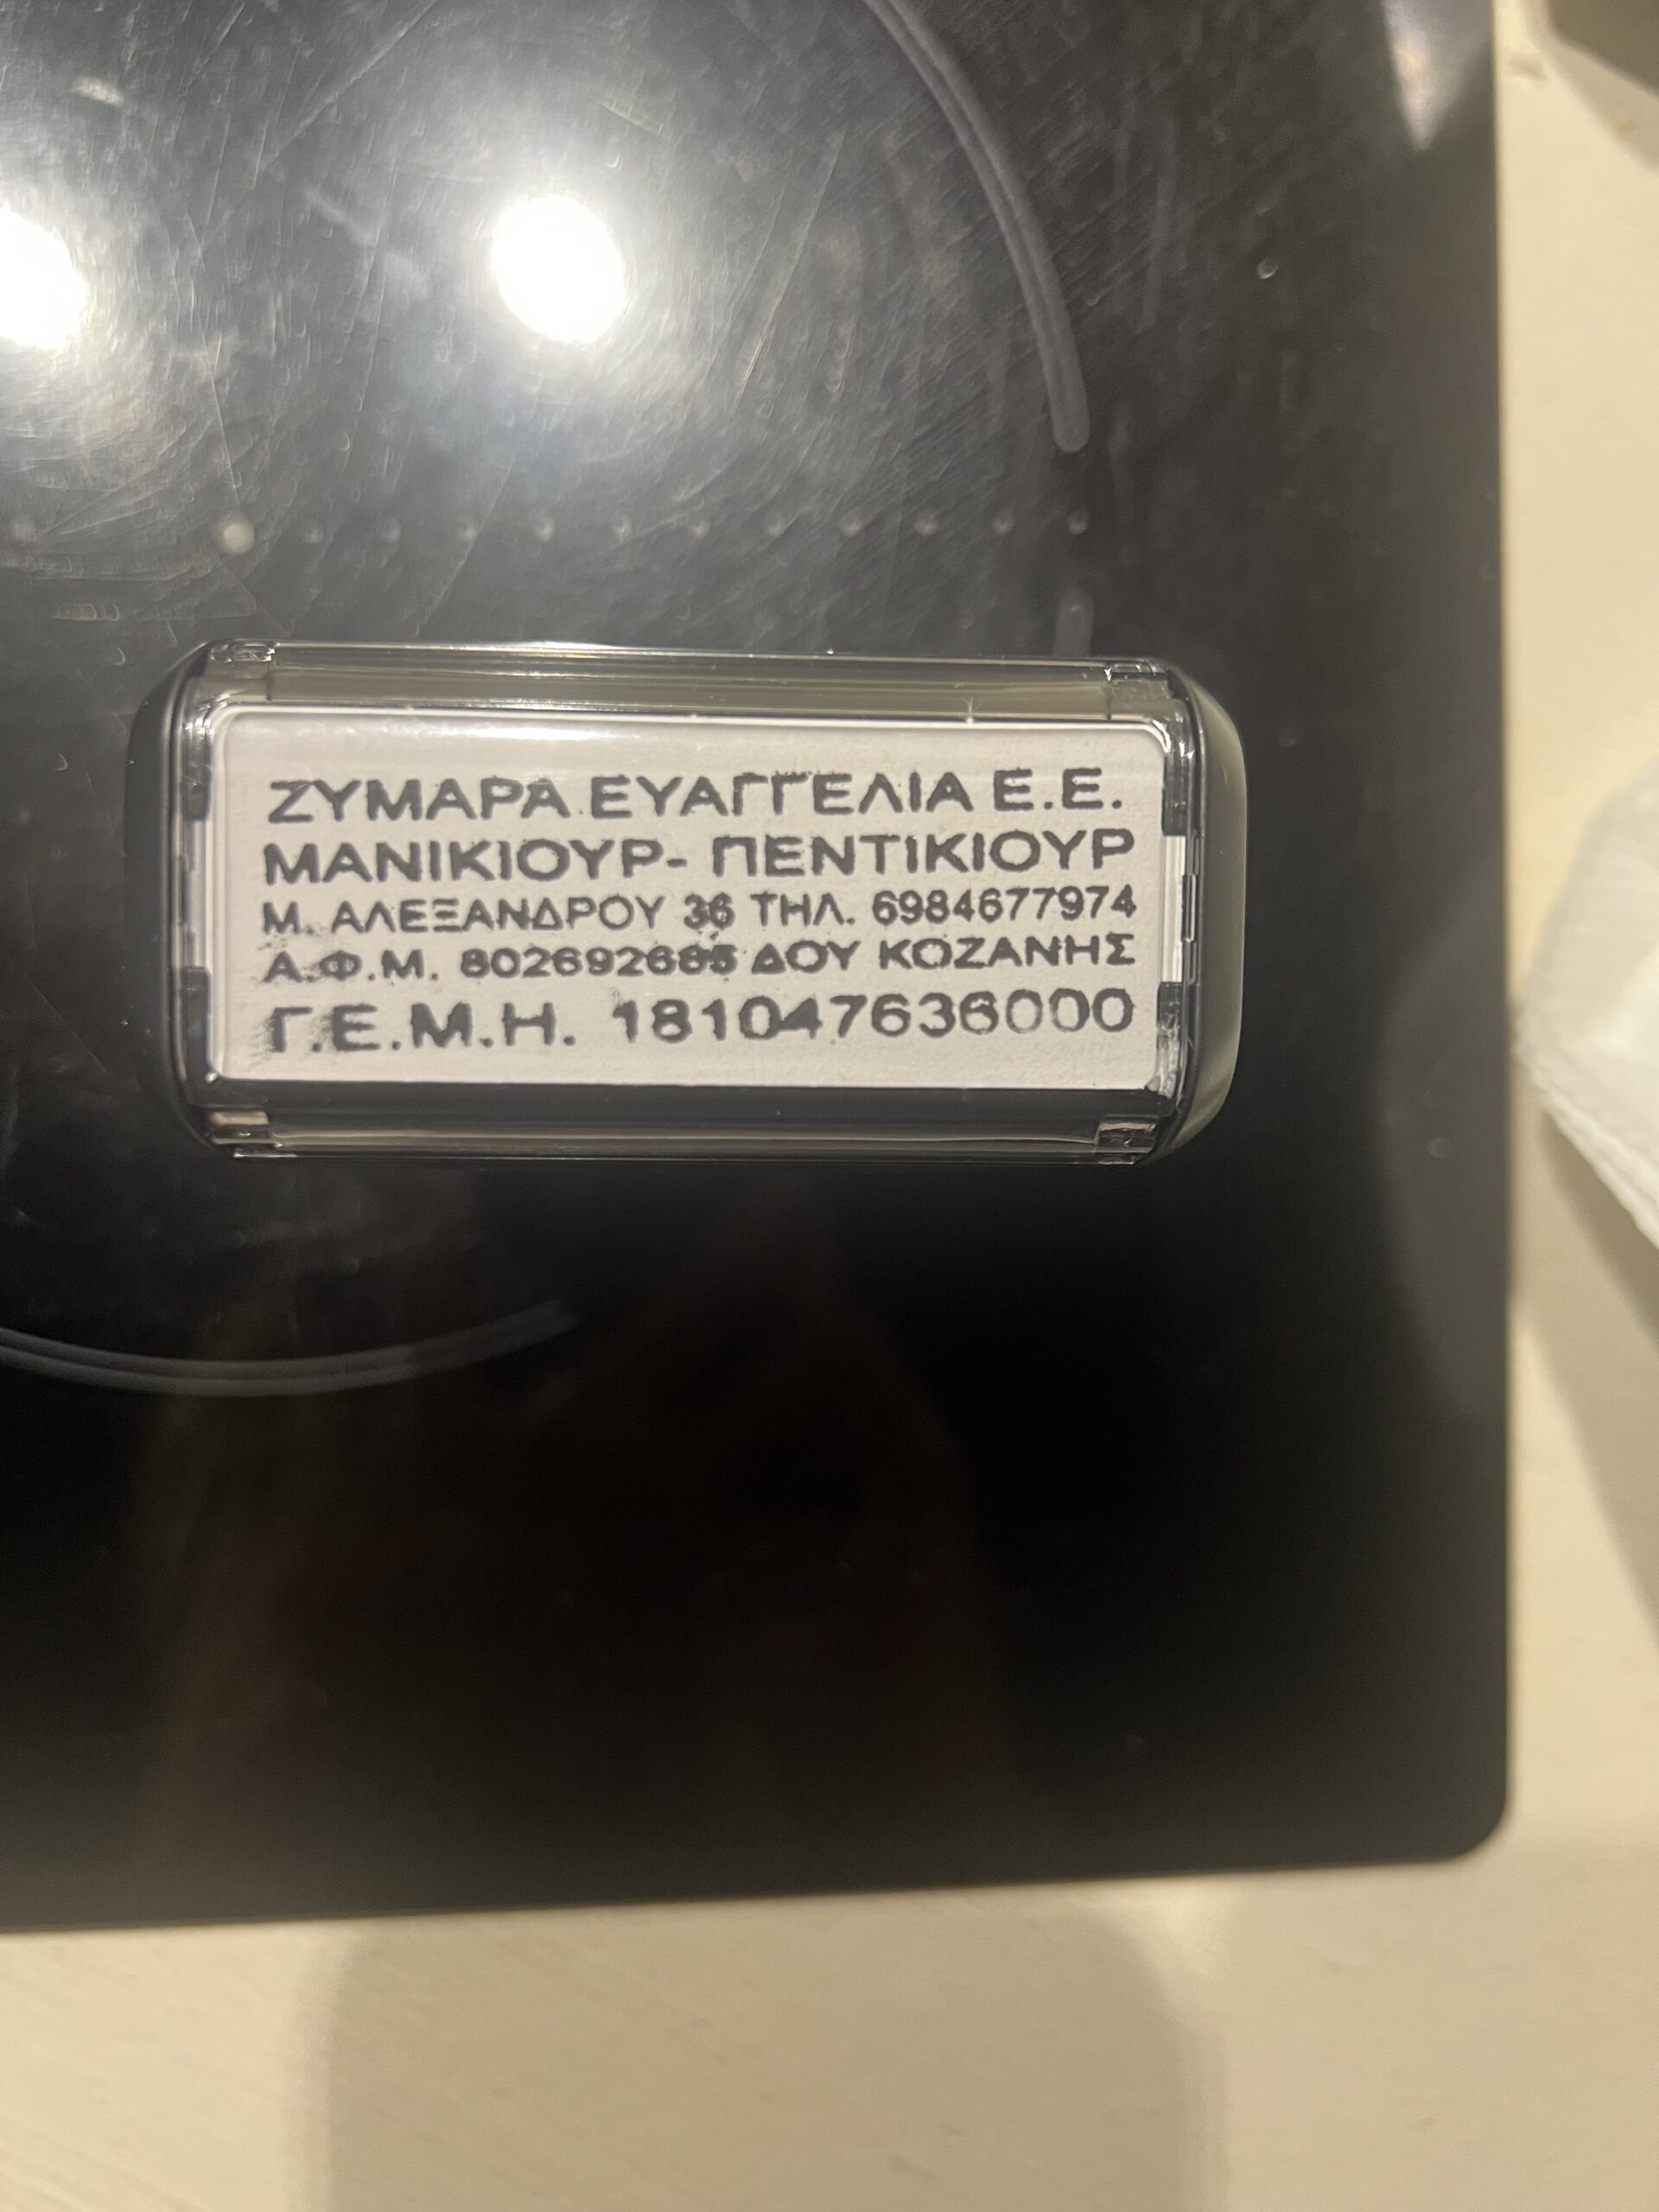 ΖΥΜΑΡΑ ΕΥΑΓΓΕΛΙΑ Ε.Ε.
ΜΑΝΙΚΙΟΥΡ- ΠΕΝΤΙΚΙΟΥΡ
Μ. ΑΛΕΞΑΝΔΡΟΥ 36 ΤΗΛ. 6984677974
Α.Φ.Μ. ΔΟΥ ΚΟΖΑΝΗΣ
Γ.Ε.Μ.Η. 181047636000